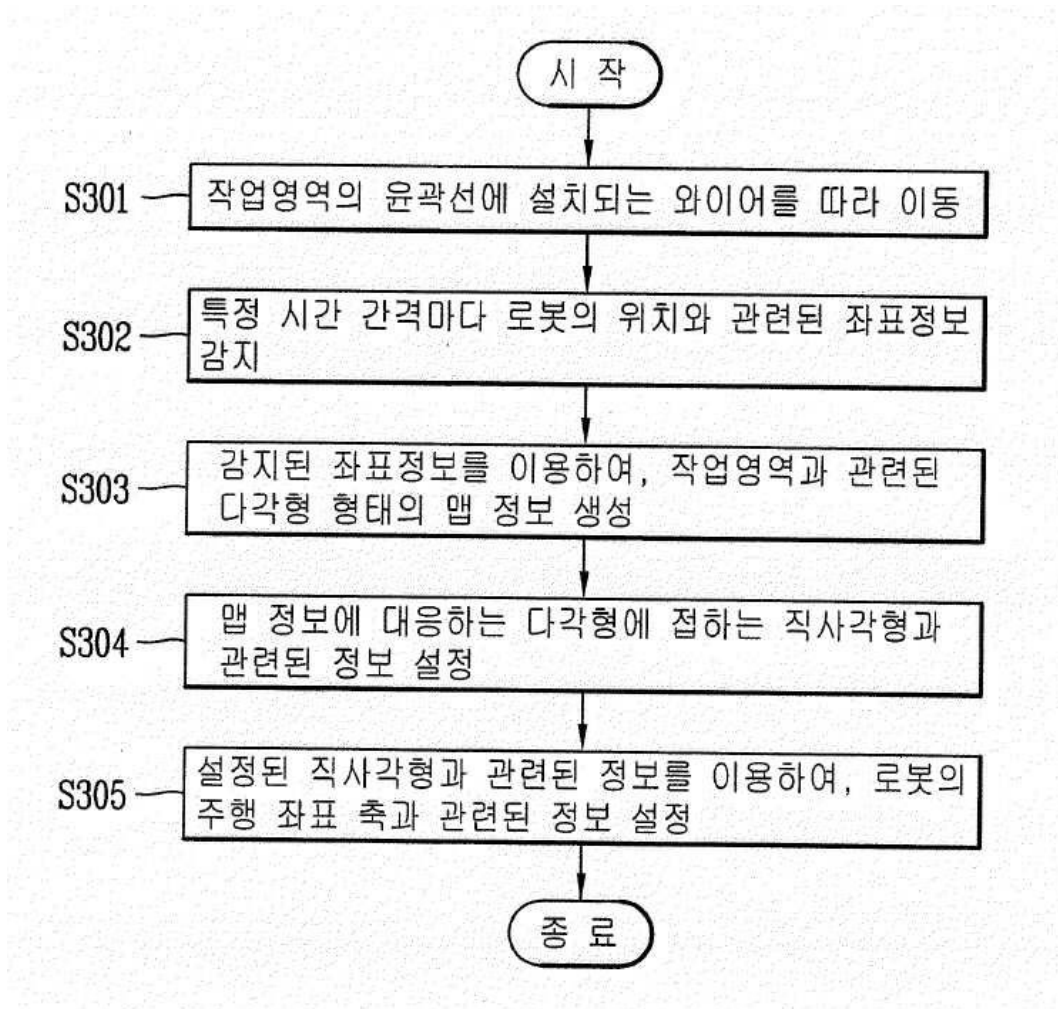 시 작
S301 작업영역의 윤곽선에 설치되는 와이어를 따라 이동
S302 특정 시간 간격마다 로봇의 위치와 관련된 좌표정보
감지
S303 감지된 좌표정보를 이용하여, 작업영역과 관련된
다각형 형태의 맵 정보 생성
S304 맵 정보에 대응하는 다각형에 접하는 직사각형과
관련된 정보 설정
S305 설정된 직사각형과 관련된 정보를 이용하여, 로봇의
주행 좌표 축과 관련된 정보 설정
종 료